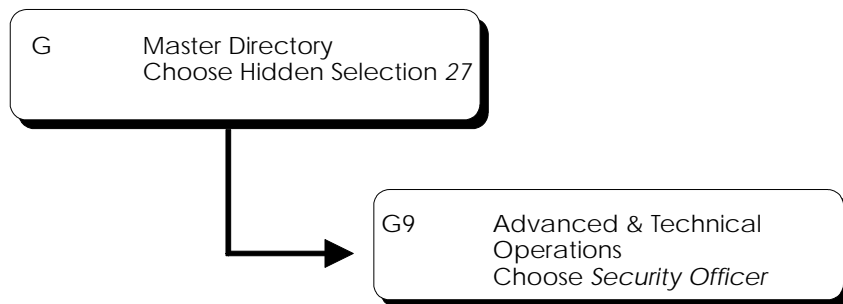 G Master Directory
Choose Hidden Selection 27
G9 Advanced & Technical
Operations
Choose Security Officer